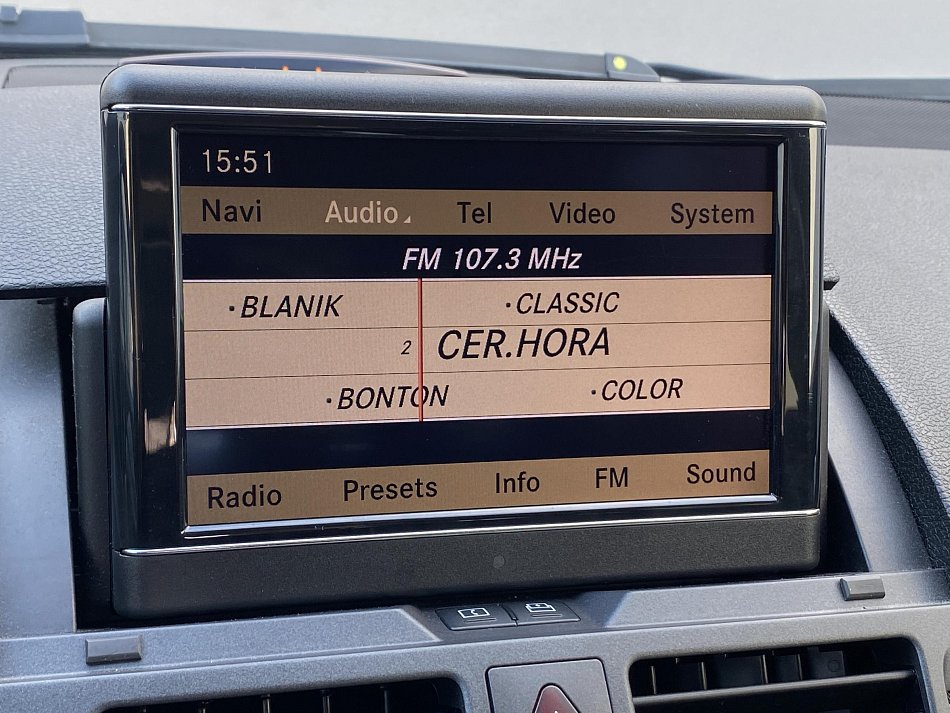 15:51
Navi Audio Tel Video System
FM 107.3 MHz
·BLANIK ·CLASSIC
2 CER.HORA
·BONTON ·COLOR
Radio Presets Info FM Sound